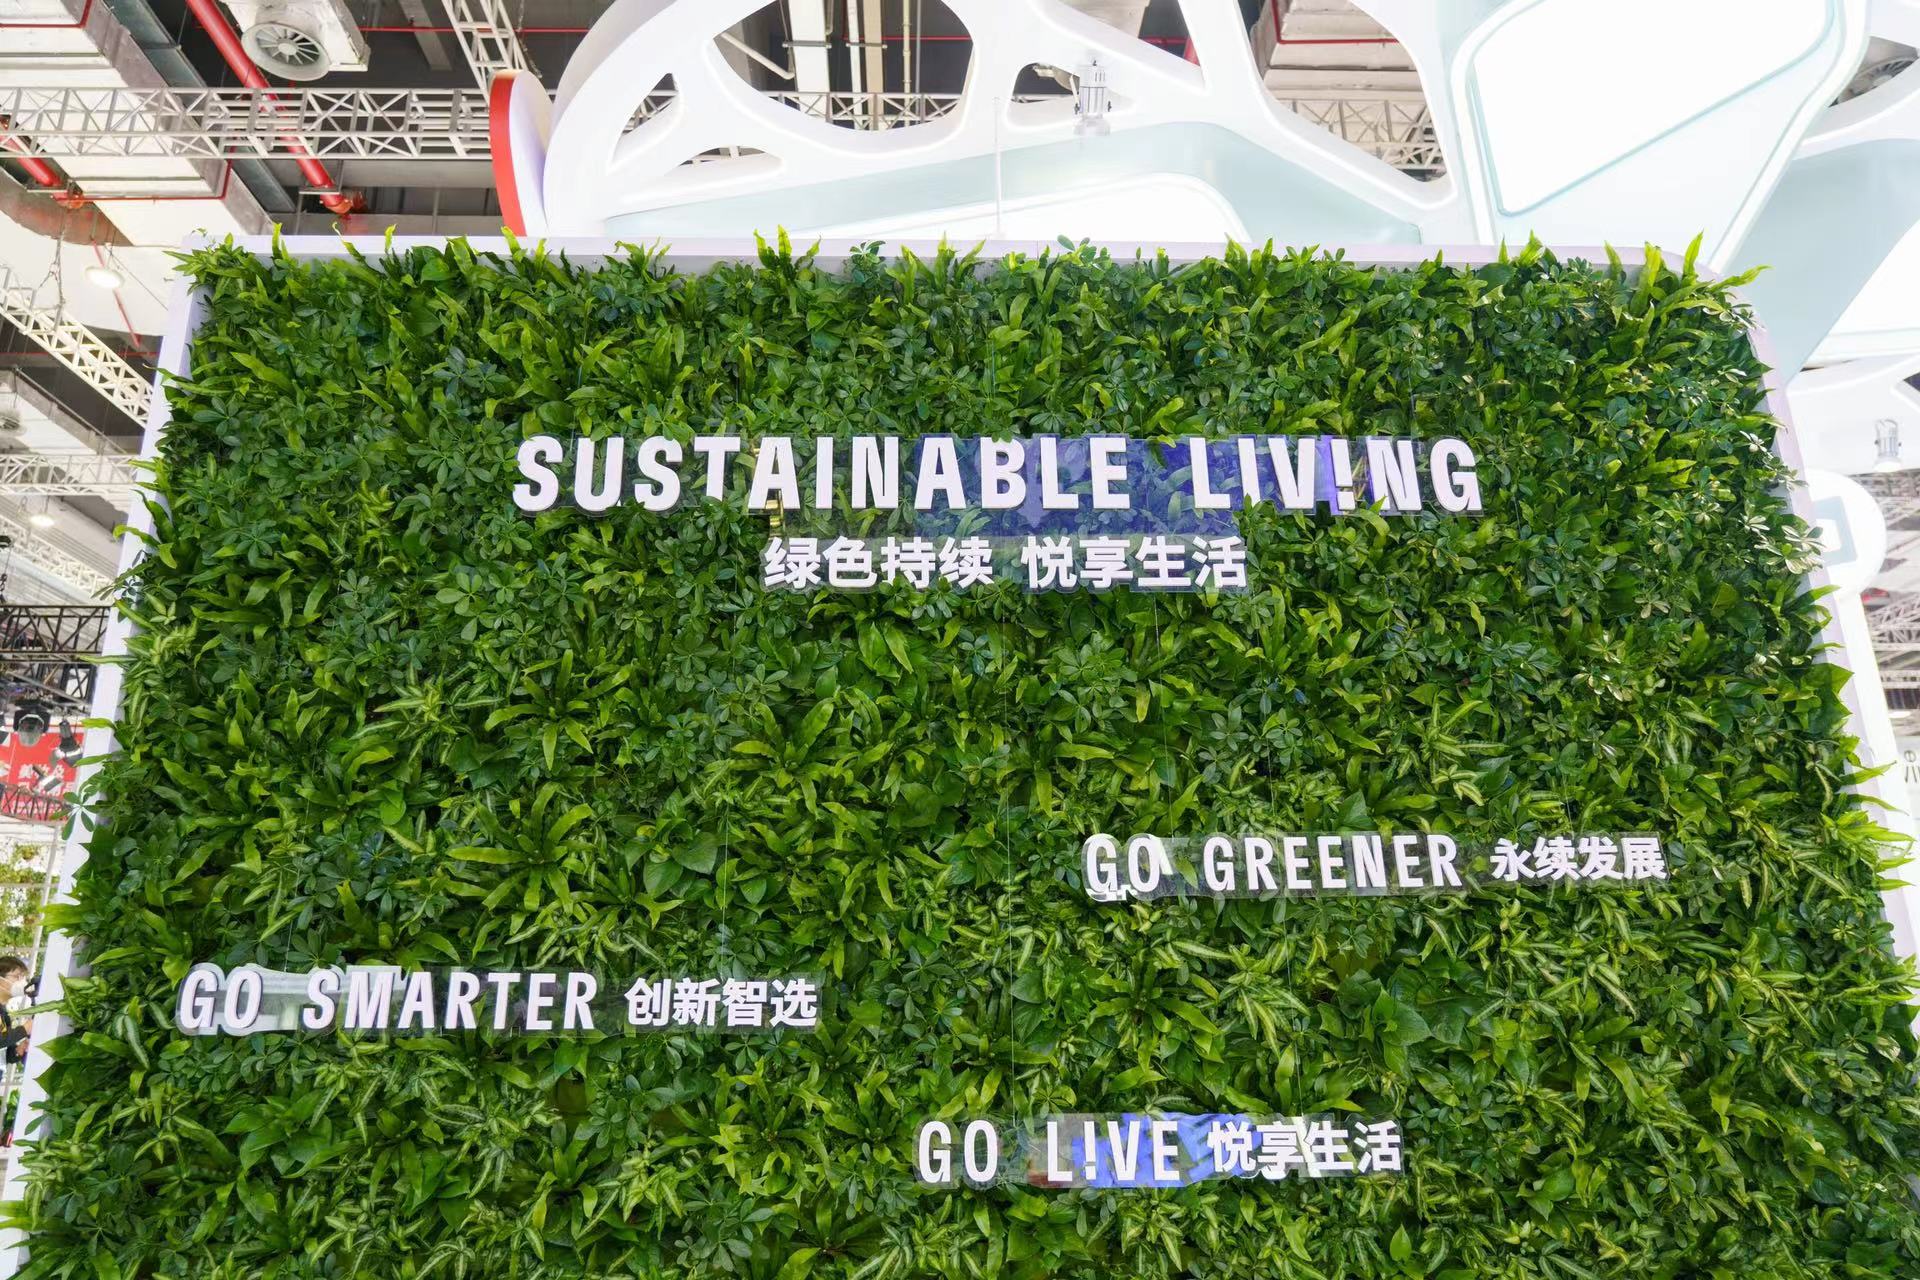 SUSTAINABLE LIV!NG
绿色持续 悦享生活
GO GREENER 永续发展
GO SMARTER 创新智选
GO L!VE 悦享生活